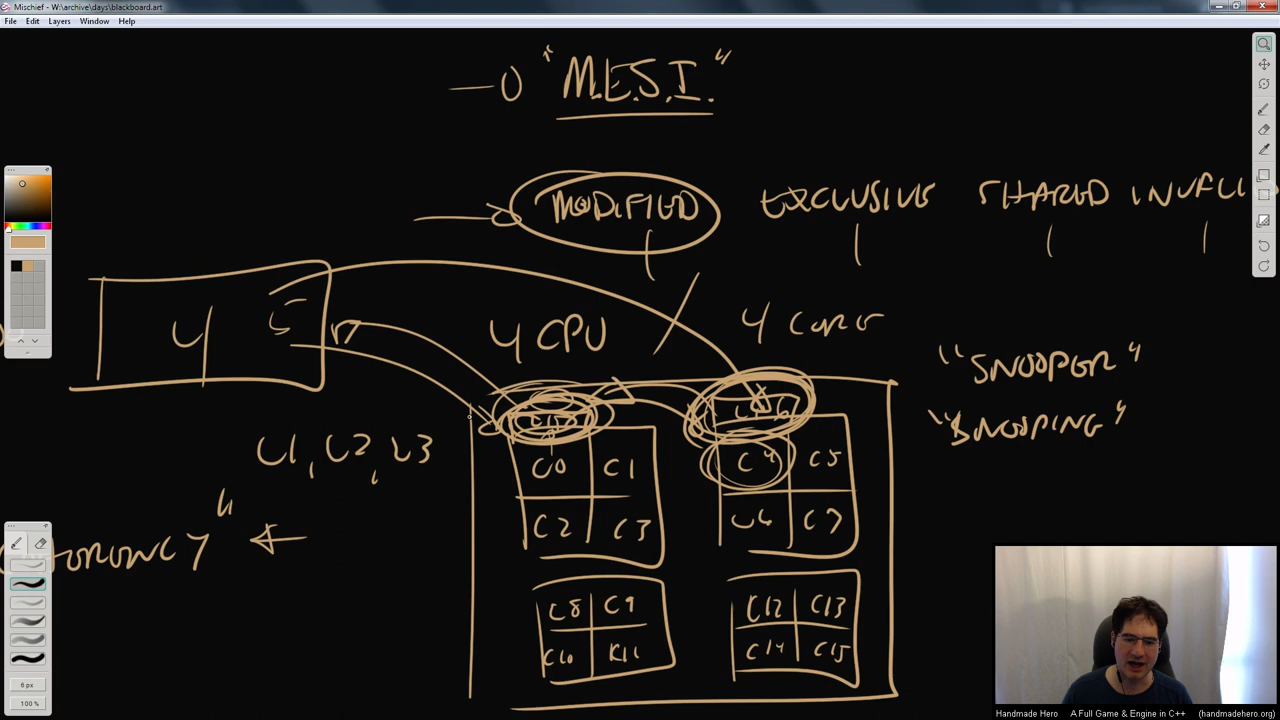 Mischief - W:\archive\days\blackboard.art
File Edit Layers Window Help
"M.E.S.I."
MODIFIED EXCLUSIVE SHARED INVALI
4 5
4 CPU / 4 CORE
"SNOOPER"
"SNOOPING"
L1, L2, L3
C0 C1
C2 C3
C4 C5
C6 C7
C8 C9
C10 C11
C12 C13
C14 C15
6 px
100 %
Handmade Hero A Full Game & Engine in C++ (handmadehero.org)